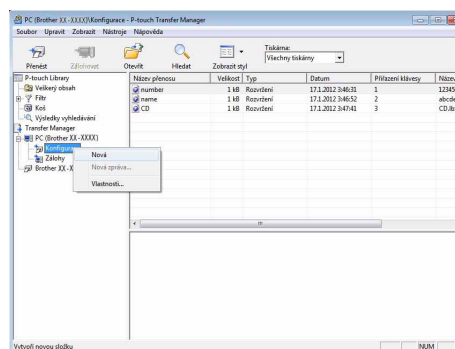 PC (Brother XX-XXXX)\Konfigurace - P-touch Transfer Manager
Soubor Upravit Zobrazit Nástroje Nápověda
Přenést
Zálohovat
Otevřít
Hledat
Zobrazit styl
Tiskárna:
Všechny tiskárny
P-touch Library
Veškerý obsah
Filtr
Koš
Výsledky vyhledávání
Transfer Manager
PC (Brother XX-XXXX)
Konfigurac
Zálohy
Brother XX-X
Nová
Nová zpráva...
Vlastnosti...
Název přenosu Velikost Typ Datum Přiřazení klávesy Název
number 1 kB Rozvržení 17.1.2012 3:46:31 1 12345
name 1 kB Rozvržení 17.1.2012 3:46:52 2 abcde
CD 1 kB Rozvržení 17.1.2012 3:47:41 3 CD.lb
Vytvoří novou složku
NUM